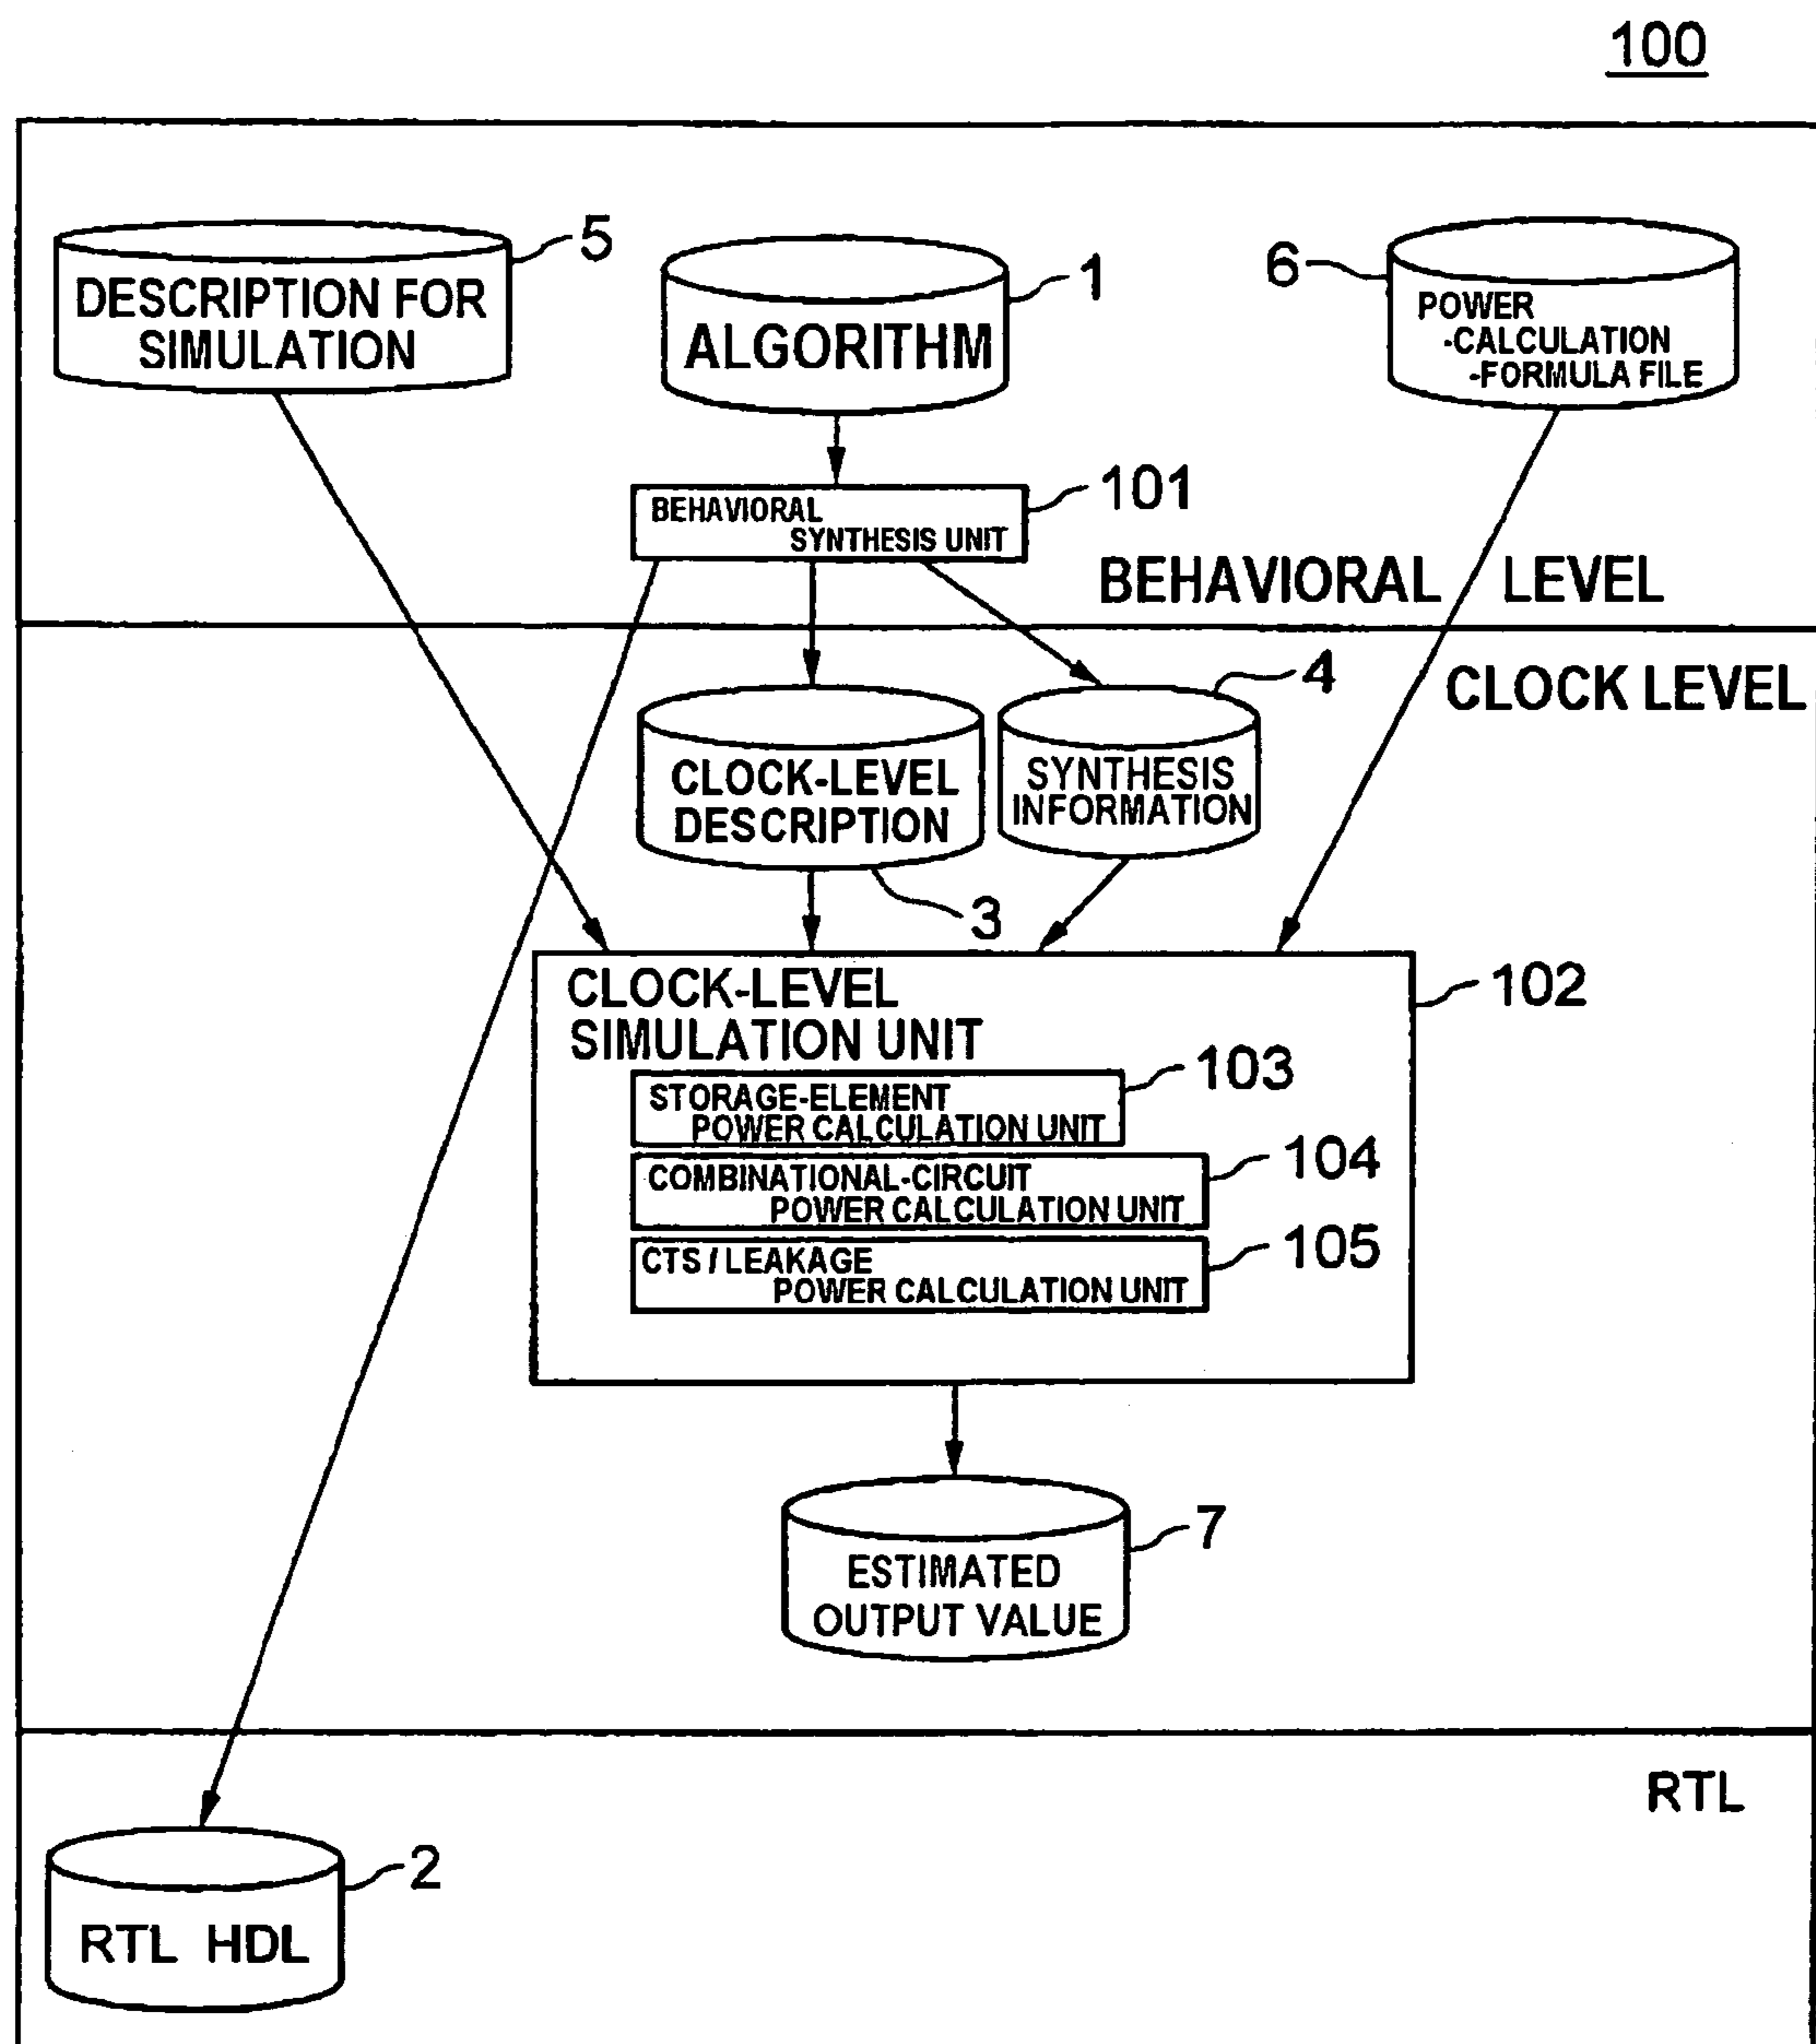 100
5
DESCRIPTION FOR
SIMULATION
1
ALGORITHM
6
POWER
-CALCULATION
-FORMULA FILE
101
BEHAVIORAL
SYNTHESIS UNIT
BEHAVIORAL LEVEL
CLOCK LEVEL
4
CLOCK-LEVEL
DESCRIPTION
SYNTHESIS
INFORMATION
3
102
CLOCK-LEVEL
SIMULATION UNIT
103
STORAGE-ELEMENT
POWER CALCULATION UNIT
104
COMBINATIONAL-CIRCUIT
POWER CALCULATION UNIT
105
CTS / LEAKAGE
POWER CALCULATION UNIT
7
ESTIMATED
OUTPUT VALUE
RTL
2
RTL HDL